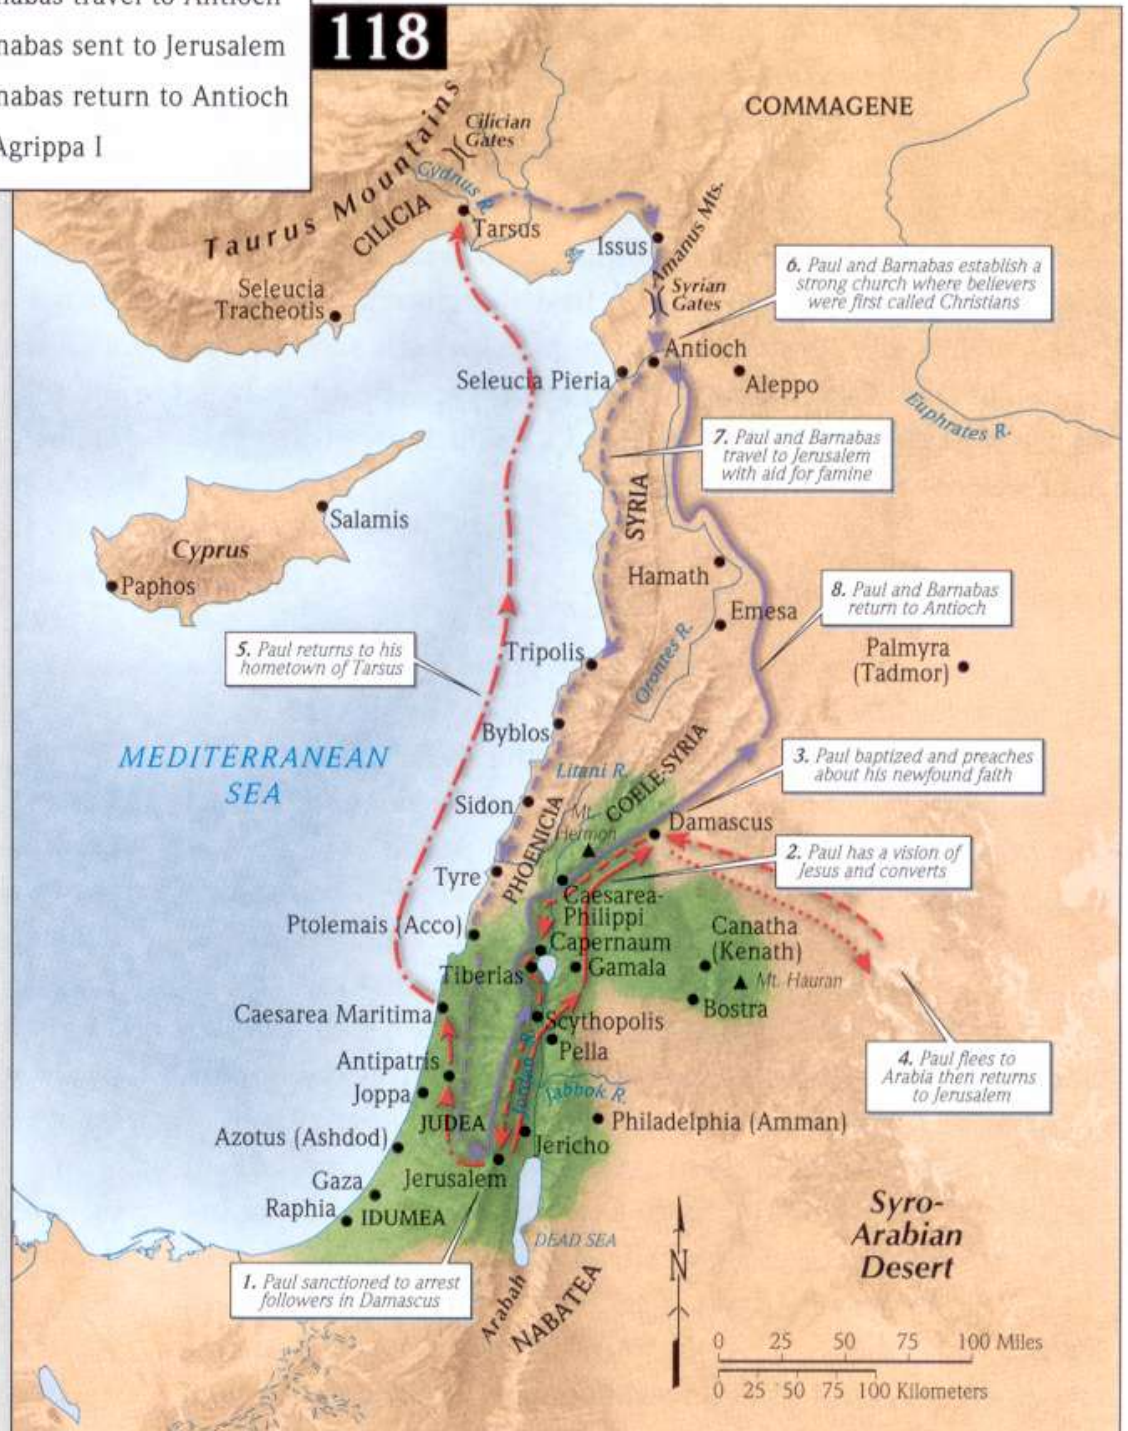 nabas travel to Antioch
nabas sent to Jerusalem
nabas return to Antioch
Agrippa I
118
COMMAGENE
Cilician
Gates
Taurus Mountains
Cydnus R.
CILICIA
Tarsus
Issus
Amanus Mts.
Syrian
Gates
Seleucia
Tracheotis
6. Paul and Barnabas establish a
strong church where believers
were first called Christians
Antioch
Seleucia Pieria
Aleppo
Euphrates R.
7. Paul and Barnabas
travel to Jerusalem
with aid for famine
SYRIA
Salamis
Cyprus
Paphos
Hamath
8. Paul and Barnabas
return to Antioch
Emesa
5. Paul returns to his
hometown of Tarsus
Tripolis
Orontes R.
Palmyra
(Tadmor)
Byblos
MEDITERRANEAN
SEA
Litani R.
COELE-SYRIA
3. Paul baptized and preaches
about his newfound faith
Sidon
Mt.
Hermon
Damascus
PHOENICIA
2. Paul has a vision of
Jesus and converts
Tyre
Caesarea-
Philippi
Ptolemais (Acco)
Canatha
(Kenath)
Capernaum
Tiberias
Gamala
Mt. Hauran
Bostra
Caesarea Maritima
Scythopolis
Pella
Antipatris
Jordan R.
4. Paul flees to
Arabia then returns
to Jerusalem
Joppa
Jabbok R.
JUDEA
Philadelphia (Amman)
Azotus (Ashdod)
Jericho
Jerusalem
Gaza
Raphia
IDUMEA
Syro-
Arabian
Desert
DEAD SEA
N
1. Paul sanctioned to arrest
followers in Damascus
Arabah
NABATEA
0 25 50 75 100 Miles
0 25 50 75 100 Kilometers